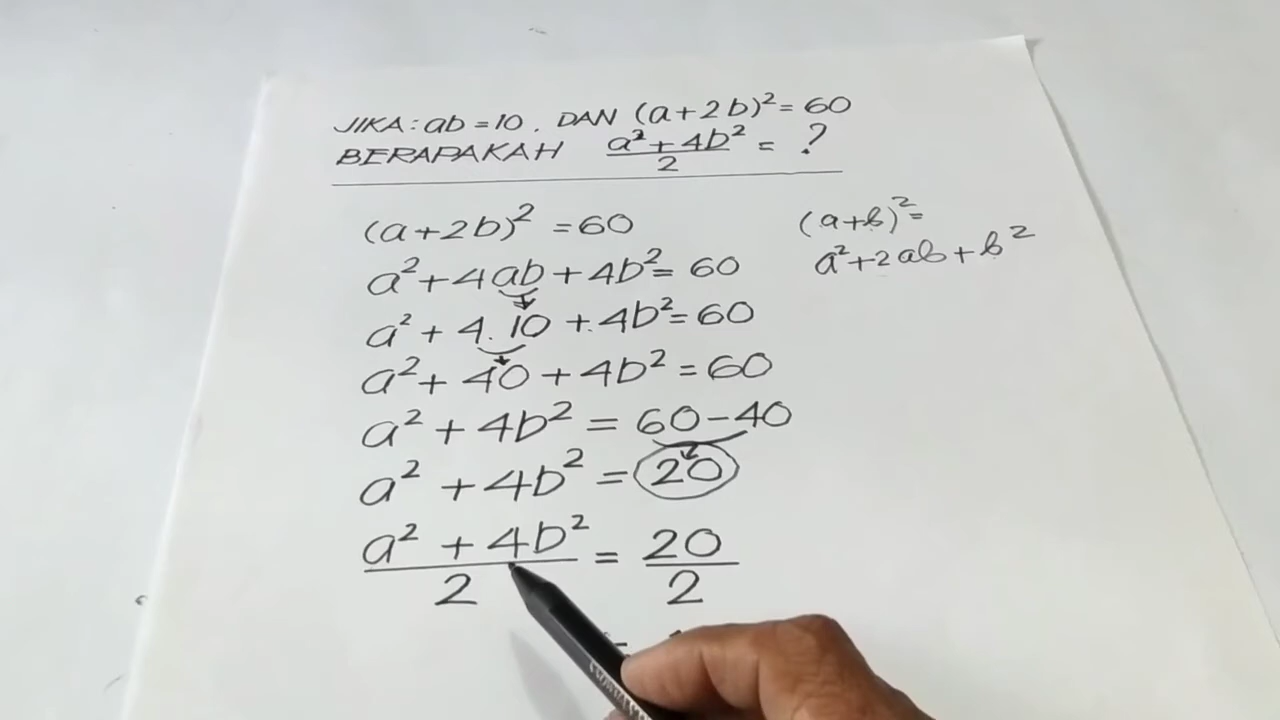 JIKA: ab = 10. DAN (a+2b)² = 60
BERAPAKAH (a² + 4b²)/2 = ?
(a+2b)² = 60
a² + 4ab + 4b² = 60
a² + 4.10 + 4b² = 60
a² + 40 + 4b² = 60
a² + 4b² = 60 - 40
a² + 4b² = 20
(a² + 4b²)/2 = 20/2
(a+b)² =
a² + 2ab + b²